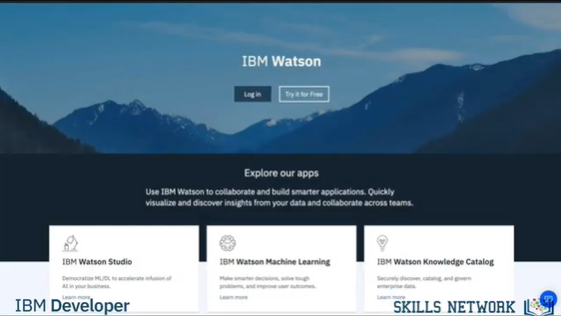 IBM Watson
Log in
Try it for Free
Explore our apps
Use IBM Watson to collaborate and build smarter applications. Quickly
visualize and discover insights from your data and collaborate across teams.
IBM Watson Studio
Democratize ML/DL to accelerate infusion of
AI in your business.
Learn more
IBM Watson Machine Learning
Make smarter decisions, solve tough
problems, and improve user outcomes.
Learn more
IBM Watson Knowledge Catalog
Securely discover, catalog, and govern
enterprise data.
Learn more
IBM Developer
SKILLS NETWORK